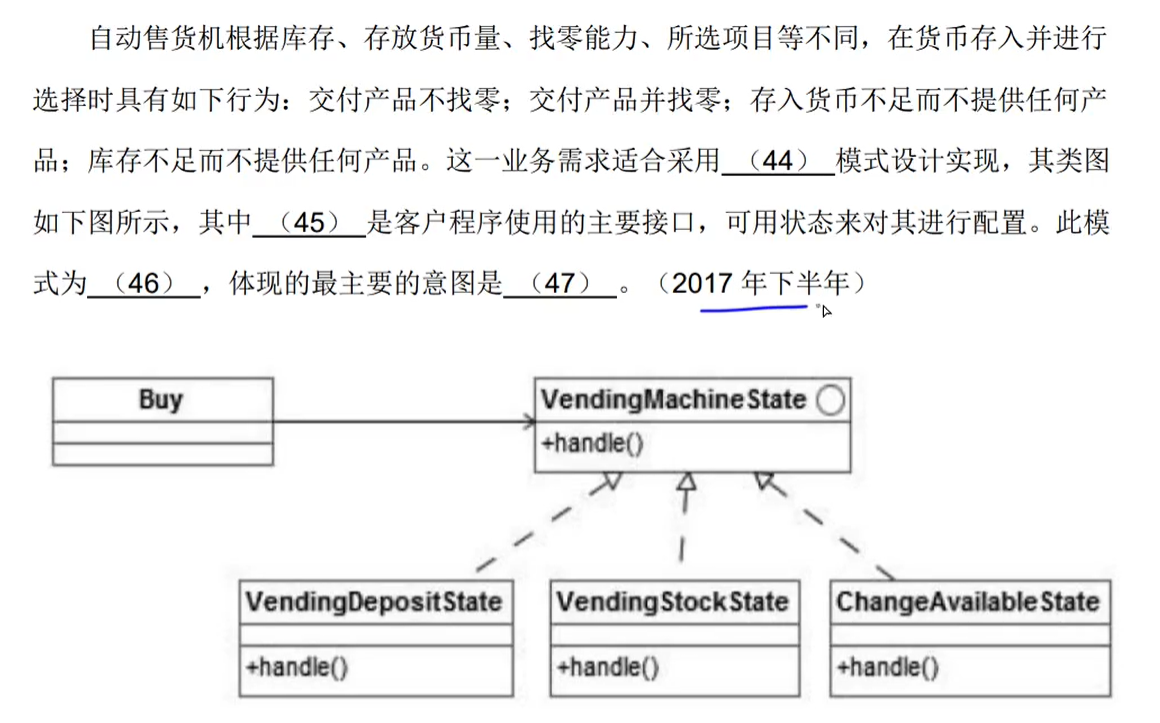 自动售货机根据库存、存放货币量、找零能力、所选项目等不同，在货币存入并进行
选择时具有如下行为：交付产品不找零；交付产品并找零；存入货币不足而不提供任何产
品；库存不足而不提供任何产品。这一业务需求适合采用（44）模式设计实现，其类图
如下图所示，其中（45）是客户程序使用的主要接口，可用状态来对其进行配置。此模
式为（46），体现的最主要的意图是（47）。（2017 年下半年）
Buy
VendingMachineState
+handle()
VendingDepositState
+handle()
VendingStockState
+handle()
ChangeAvailableState
+handle()